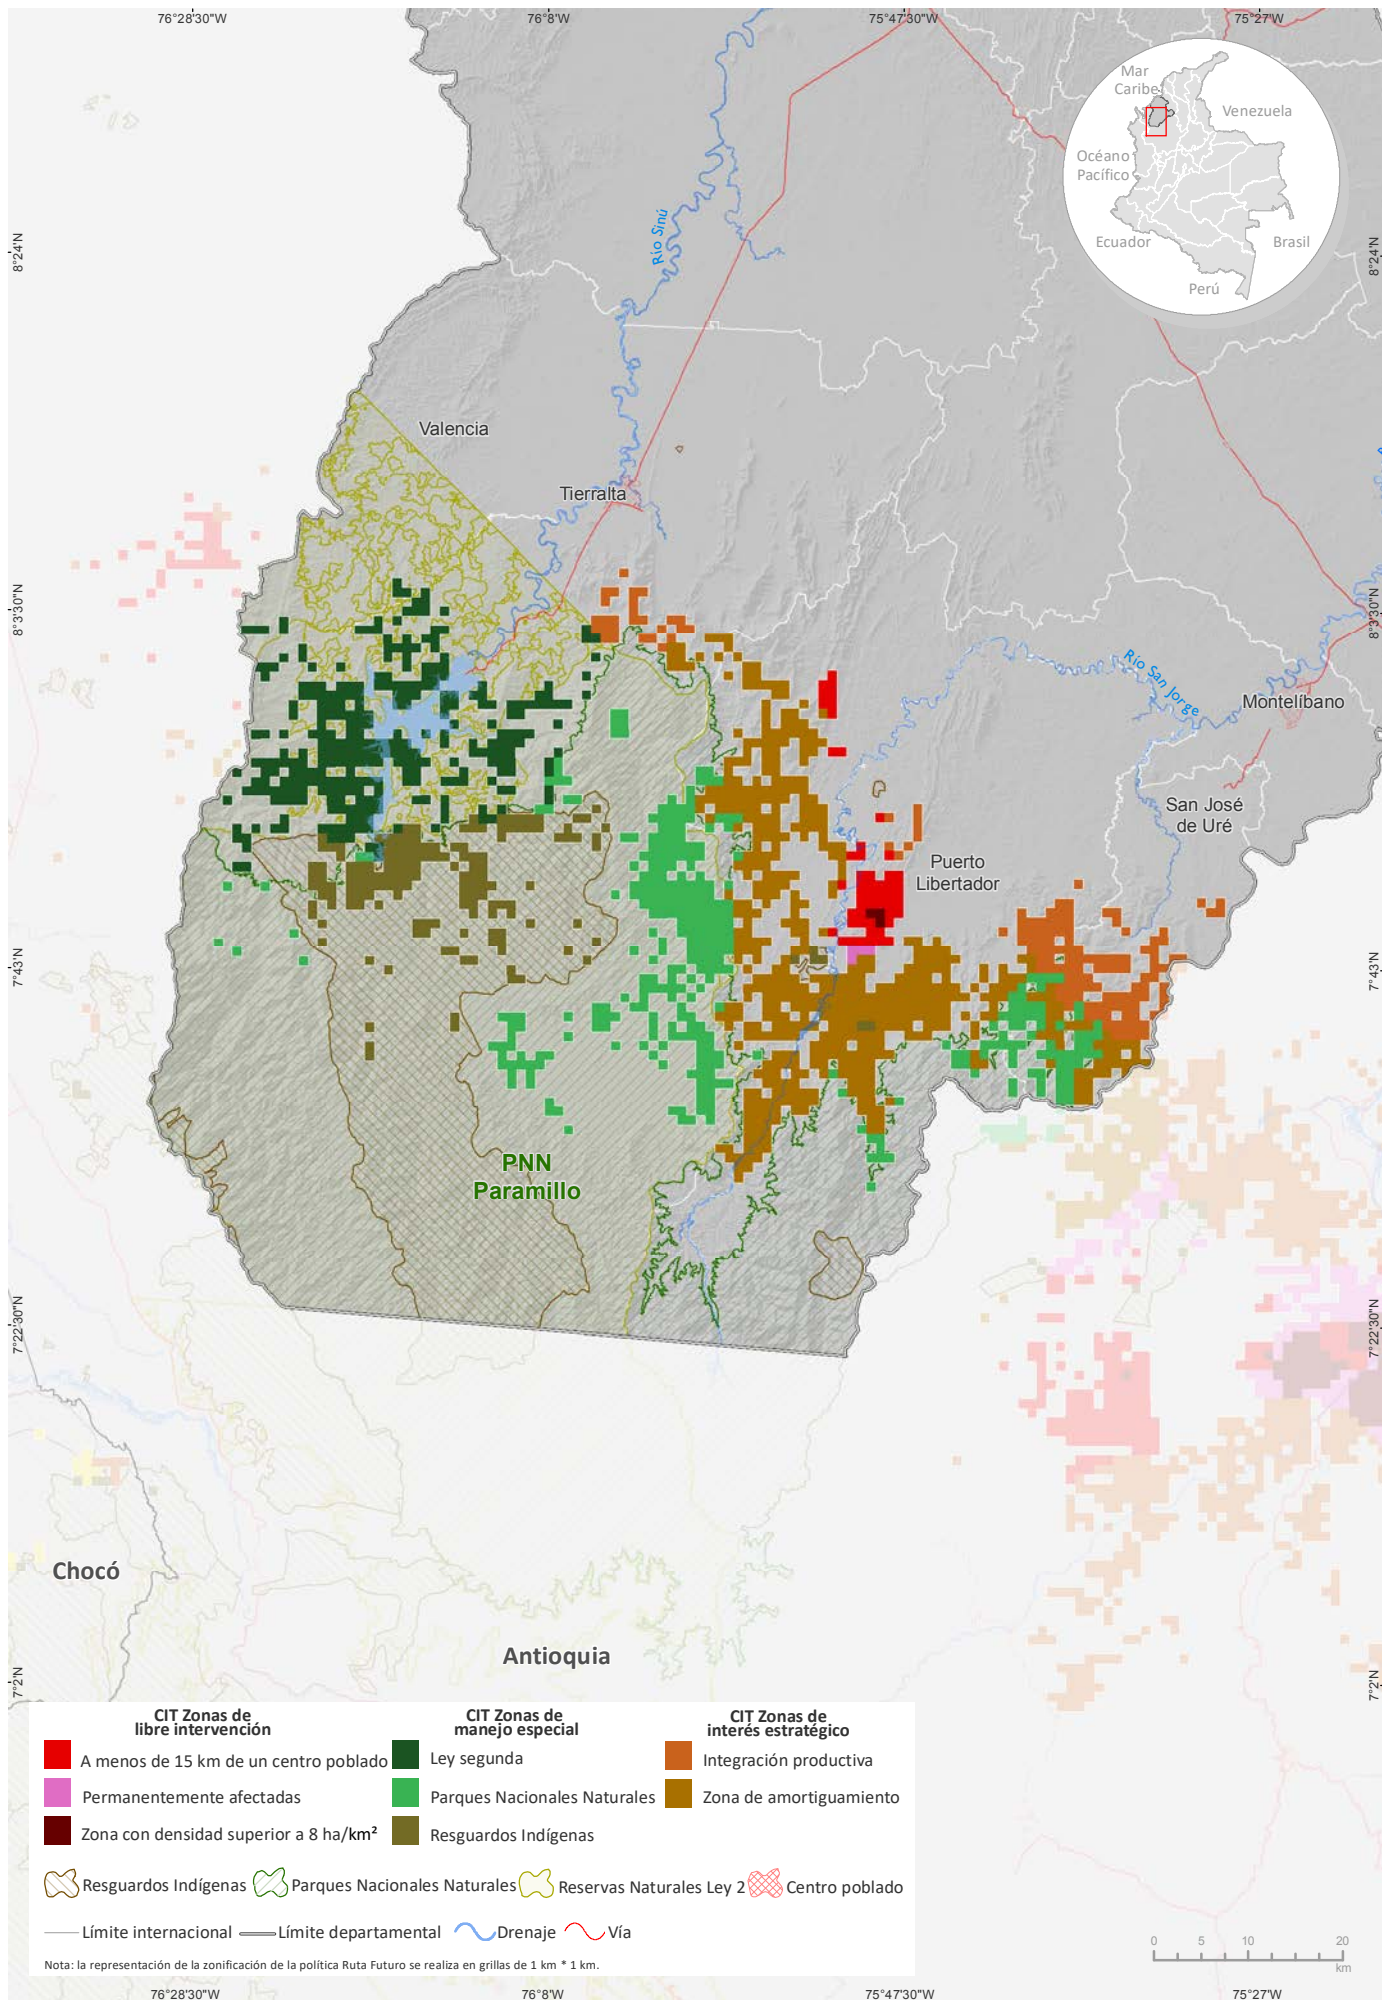 76°28'30"W
76°8'W
75°47'30"W
75°27'W
Mar
Caribe
Venezuela
Océano
Pacífico
Ecuador
Brasil
Perú
8°24'N
8°24'N
Río Sinú
Valencia
Tierralta
8°3'30"N
8°3'30"N
Río San Jorge
Montelíbano
San José
de Uré
Puerto
Libertador
7°43'N
7°43'N
PNN
Paramillo
7°22'30"N
7°22'30"N
Chocó
Antioquia
7°2'N
7°2'N
CIT Zonas de
libre intervención
A menos de 15 km de un centro poblado
Permanentemente afectadas
Zona con densidad superior a 8 ha/km²
CIT Zonas de
manejo especial
Ley segunda
Parques Nacionales Naturales
Resguardos Indígenas
CIT Zonas de
interés estratégico
Integración productiva
Zona de amortiguamiento
Resguardos Indígenas
Parques Nacionales Naturales
Reservas Naturales Ley 2
Centro poblado
Límite internacional
Límite departamental
Drenaje
Vía
Nota: la representación de la zonificación de la política Ruta Futuro se realiza en grillas de 1 km * 1 km.
0 5 10 20
km
76°28'30"W
76°8'W
75°47'30"W
75°27'W